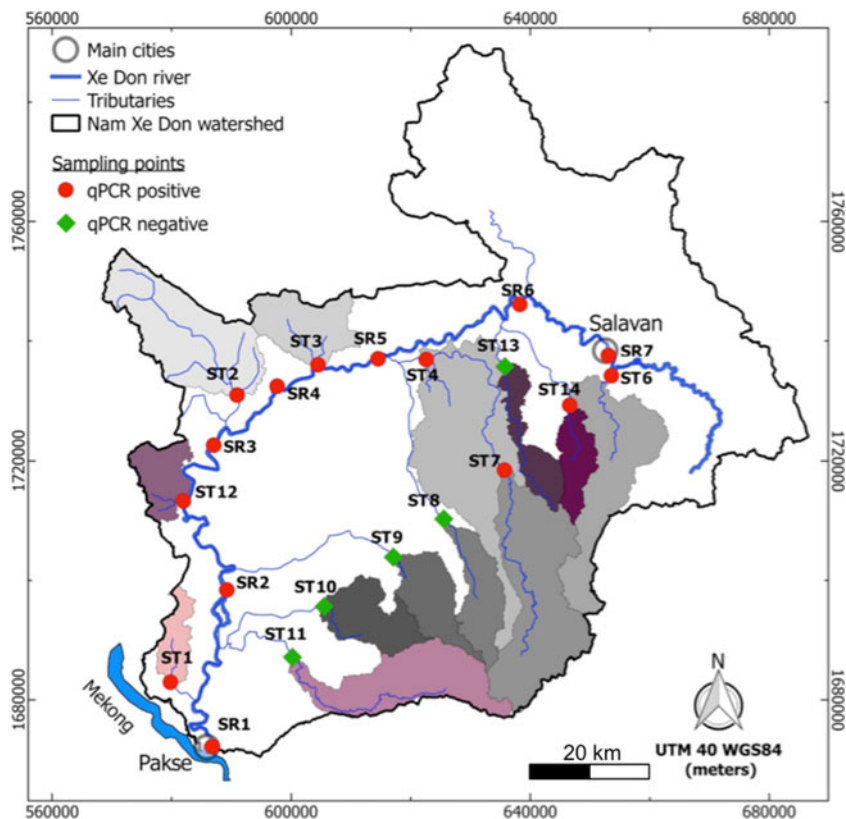 560000
600000
640000
680000
Main cities
Xe Don river
Tributaries
Nam Xe Don watershed
Sampling points
qPCR positive
qPCR negative
1760000
1760000
SR6
Salavan
ST3
SR5
ST13
SR7
ST2
ST4
ST6
SR4
ST14
SR3
1720000
1720000
ST7
ST12
ST8
ST9
SR2
ST10
ST11
ST1
N
Mekong
1680000
1680000
SR1
Pakse
20 km
UTM 40 WGS84
(meters)
560000
600000
640000
680000